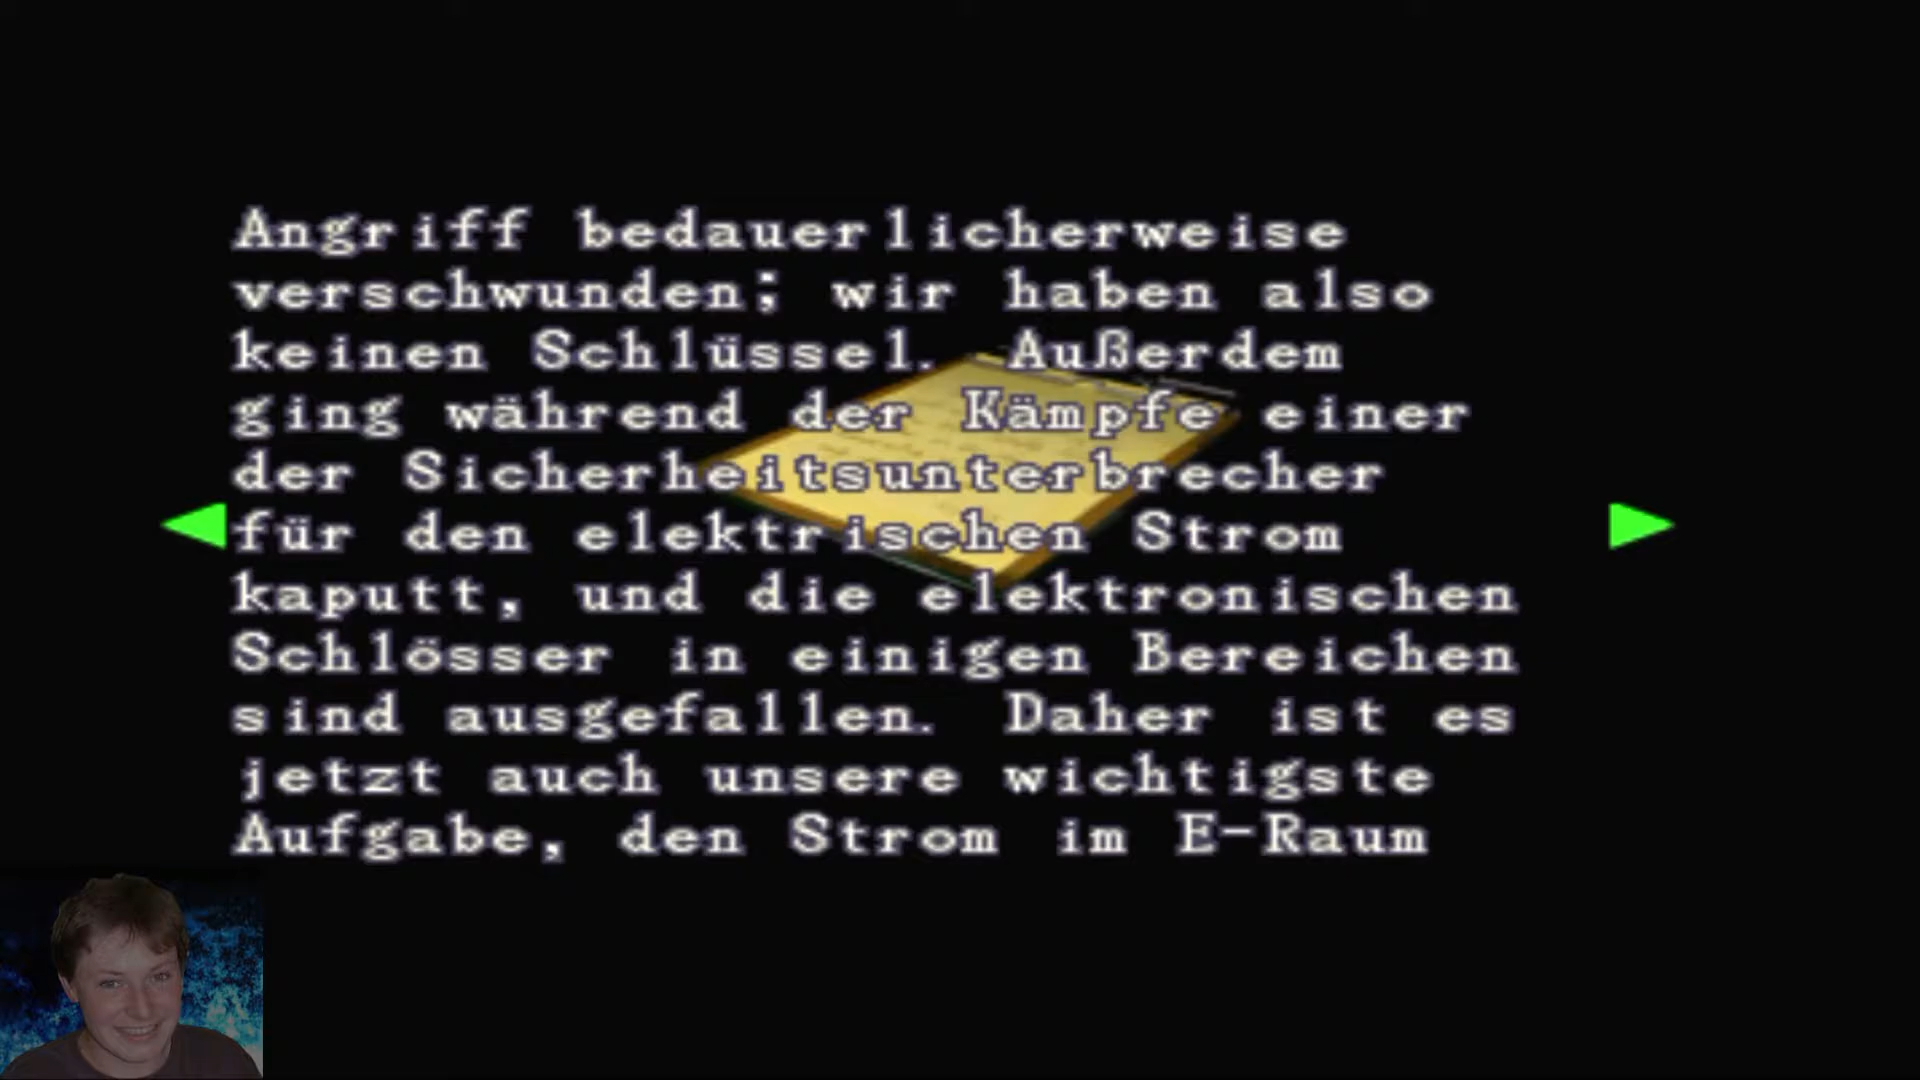 Angriff bedauerlicherweise
verschwunden; wir haben also
keinen Schlüssel. Außerdem
ging während der Kämpfe einer
der Sicherheitsunterbrecher
für den elektrischen Strom
kaputt, und die elektronischen
Schlösser in einigen Bereichen
sind ausgefallen. Daher ist es
jetzt auch unsere wichtigste
Aufgabe, den Strom im E-Raum